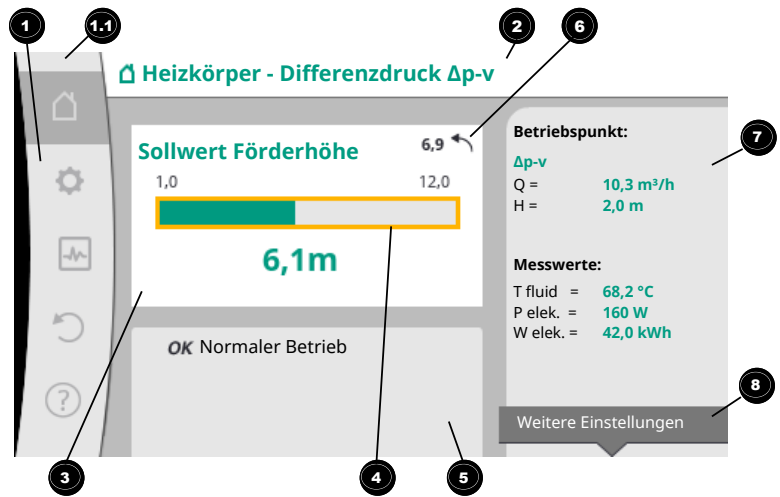 1
1.1
2
6
Heizkörper - Differenzdruck Δp-v
Sollwert Förderhöhe
6,9
1,0
12,0
6,1m
OK Normaler Betrieb
Betriebspunkt:
7
Δp-v
Q = 10,3 m³/h
H = 2,0 m
Messwerte:
T fluid = 68,2 °C
P elek. = 160 W
W elek. = 42,0 kWh
8
Weitere Einstellungen
?
3
4
5